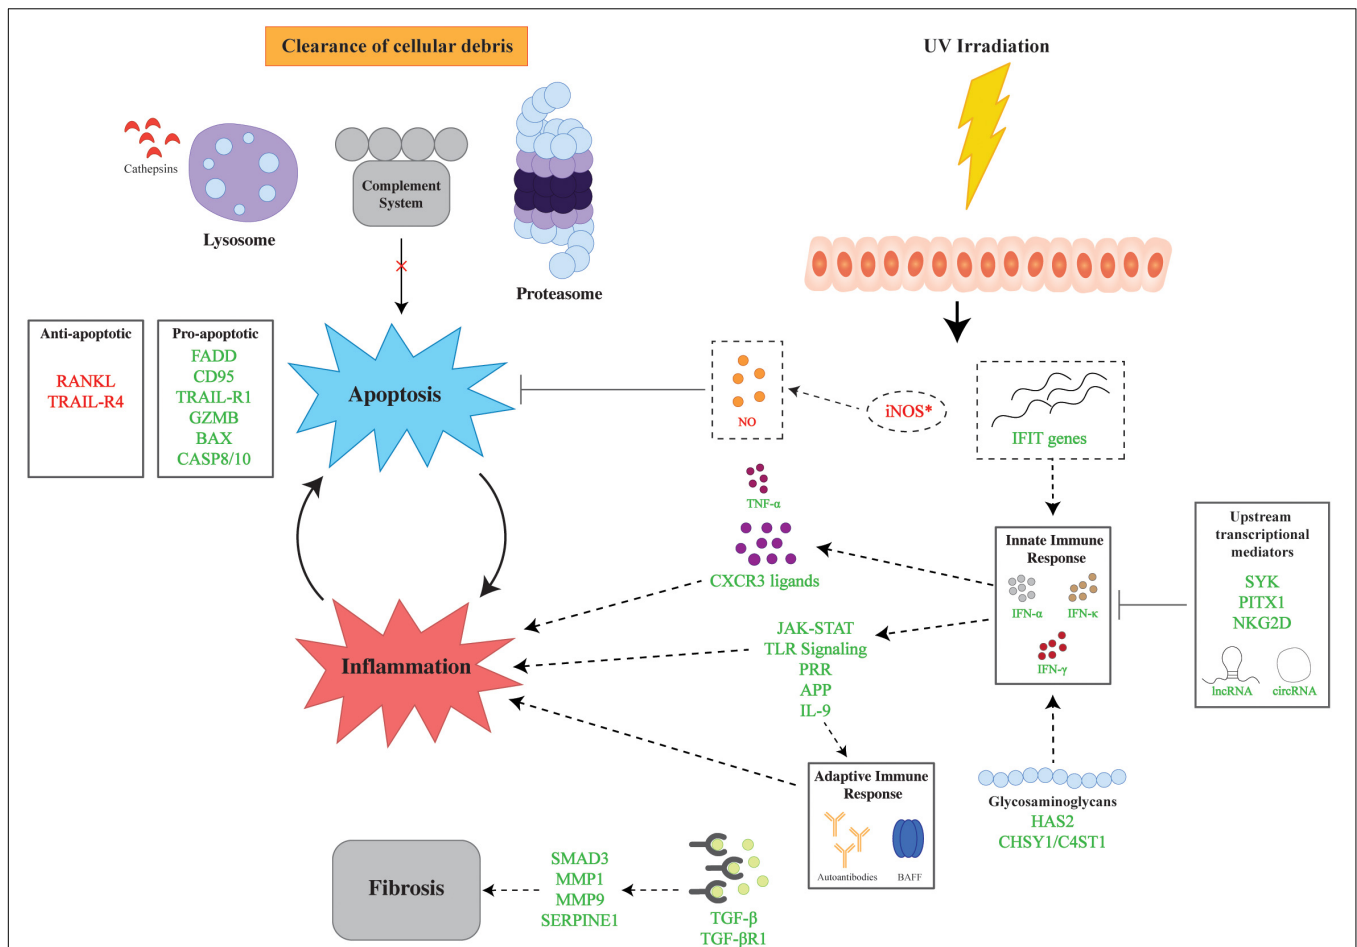 Clearance of cellular debris
UV Irradiation
Cathepsins
Lysosome
Complement
System
Proteasome
Anti-apoptotic
RANKL
TRAIL-R4
Pro-apoptotic
FADD
CD95
TRAIL-R1
GZMB
BAX
CASP8/10
Apoptosis
NO
iNOS*
IFIT genes
TNF-α
CXCR3 ligands
Innate Immune
Response
IFN-α
IFN-κ
IFN-γ
Upstream
transcriptional
mediators
SYK
PITX1
NKG2D
lncRNA
circRNA
Inflammation
JAK-STAT
TLR Signaling
PRR
APP
IL-9
Adaptive Immune
Response
Autoantibodies
BAFF
Glycosaminoglycans
HAS2
CHSY1/C4ST1
Fibrosis
SMAD3
MMP1
MMP9
SERPINE1
TGF-β
TGF-βR1